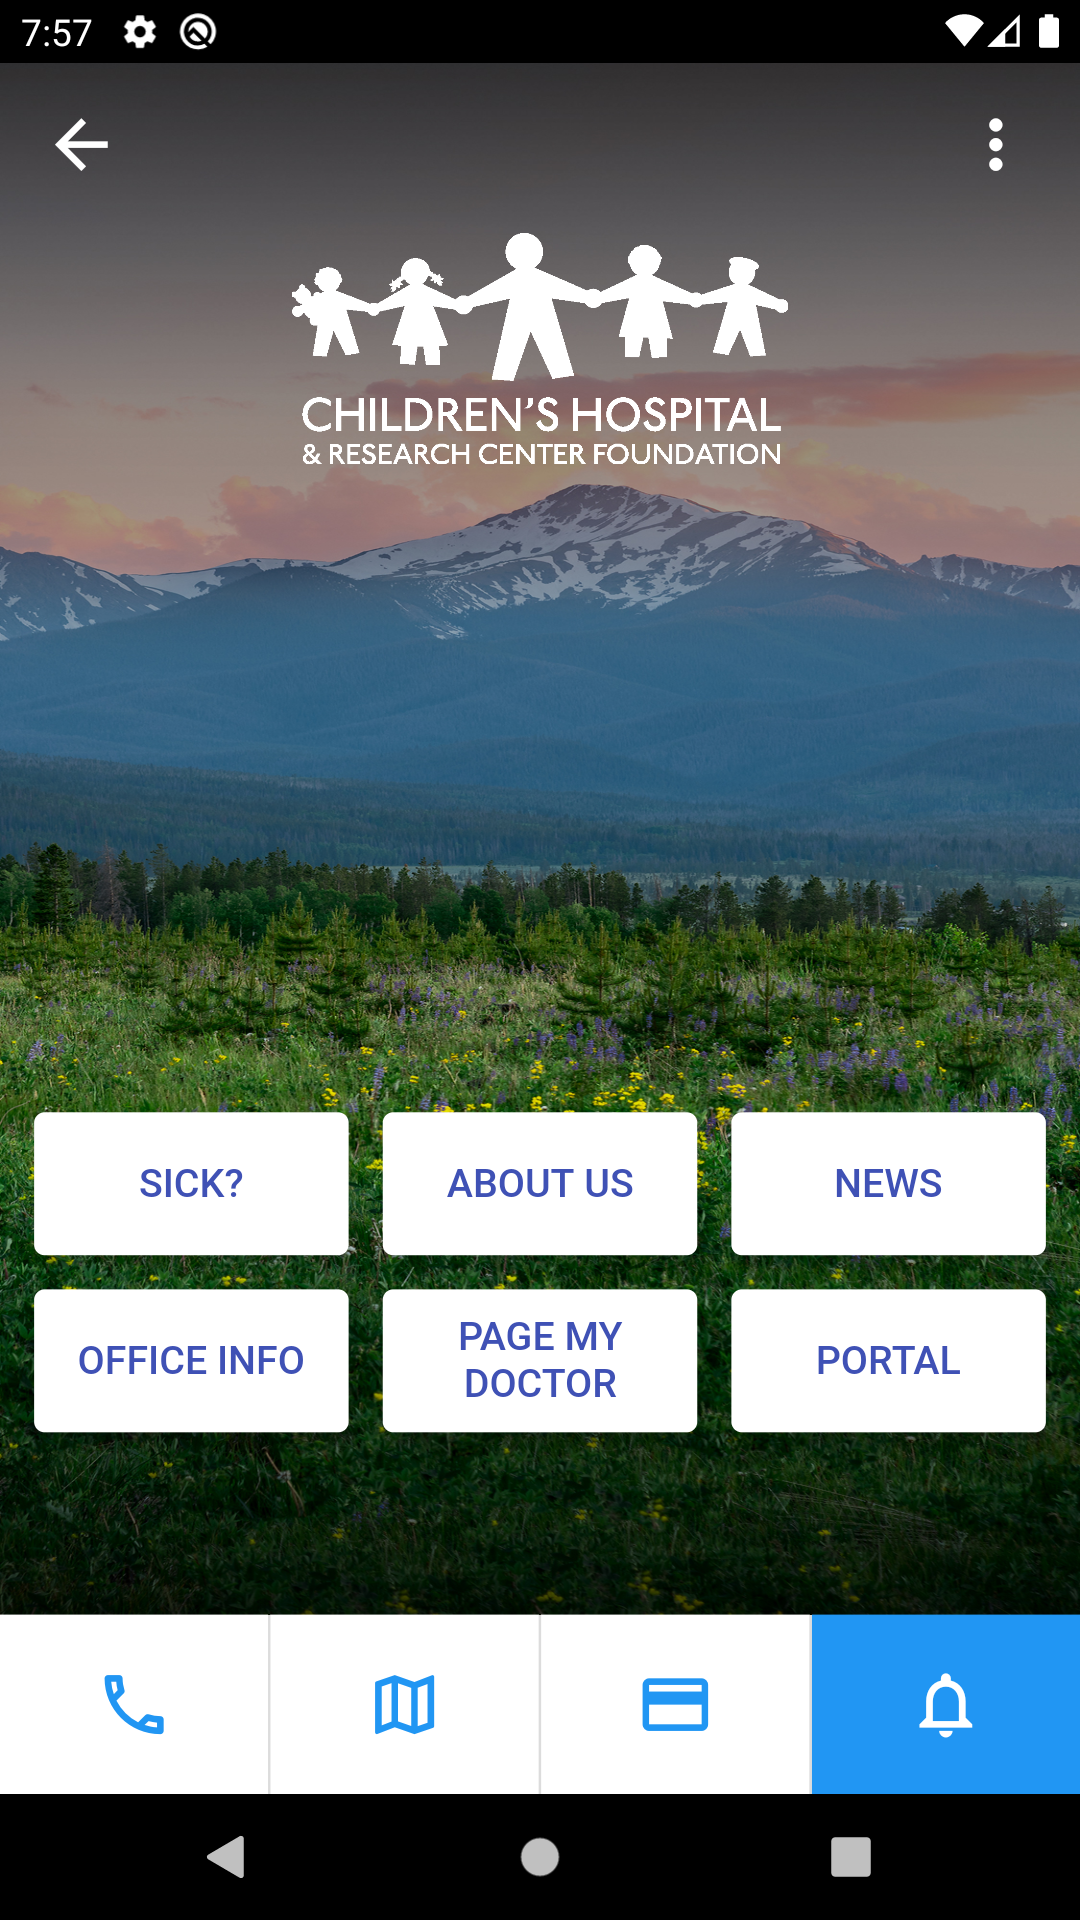 7:57
CHILDREN'S HOSPITAL
& RESEARCH CENTER FOUNDATION
SICK?
ABOUT US
NEWS
OFFICE INFO
PAGE MY
DOCTOR
PORTAL